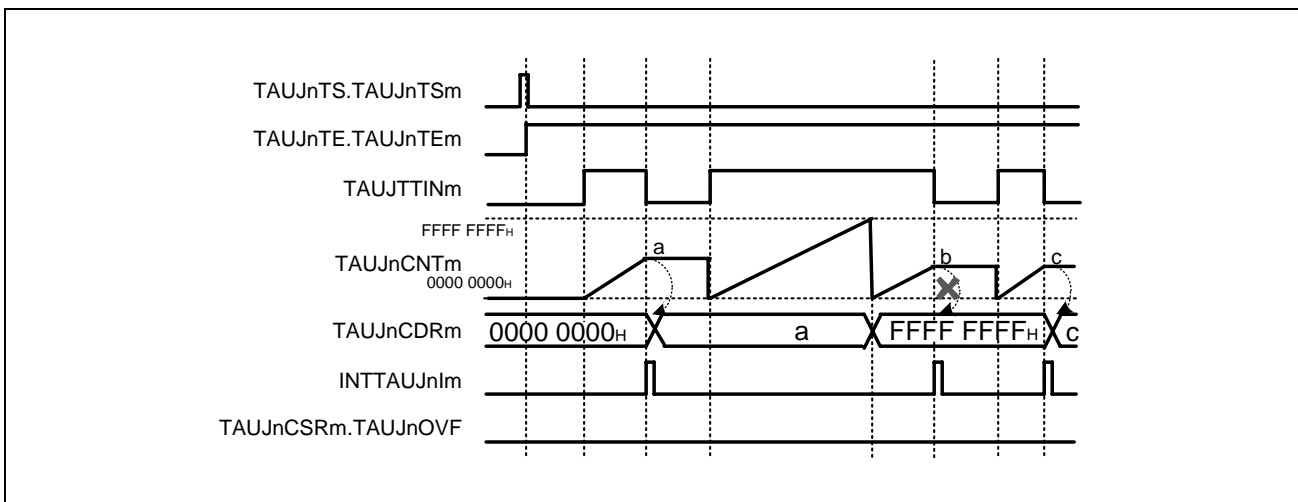 TAUJnTS.TAUJnTSm
TAUJnTE.TAUJnTEm
TAUJTTINm
FFFF FFFFH
TAUJnCNTm
0000 0000H
a
b
c
TAUJnCDRm
0000 0000H
a
FFFF FFFFH
c
INTTAUJnIm
TAUJnCSRm.TAUJnOVF